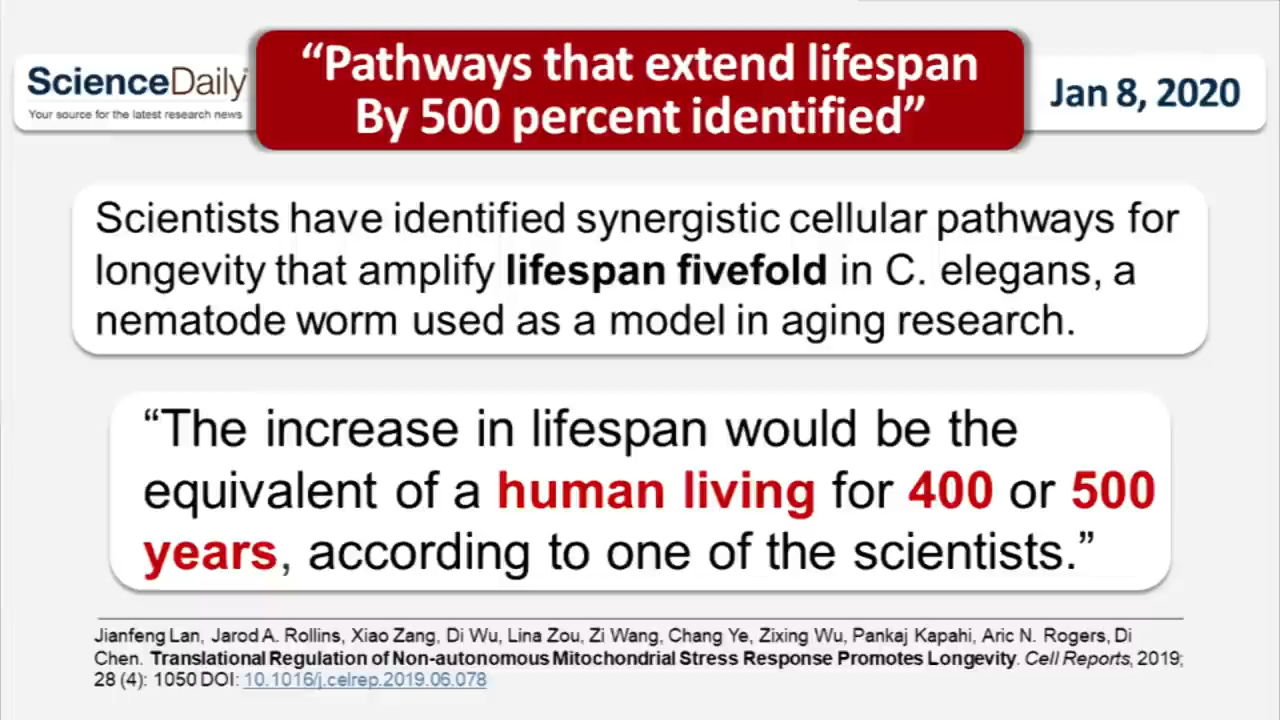 ScienceDaily
Your source for the latest research news
“Pathways that extend lifespan
By 500 percent identified”
Jan 8, 2020
Scientists have identified synergistic cellular pathways for
longevity that amplify lifespan fivefold in C. elegans, a
nematode worm used as a model in aging research.
“The increase in lifespan would be the
equivalent of a human living for 400 or 500
years, according to one of the scientists.”
Jianfeng Lan, Jarod A. Rollins, Xiao Zang, Di Wu, Lina Zou, Zi Wang, Chang Ye, Zixing Wu, Pankaj Kapahi, Aric N. Rogers, Di
Chen. Translational Regulation of Non-autonomous Mitochondrial Stress Response Promotes Longevity. Cell Reports, 2019;
28 (4): 1050 DOI: 10.1016/j.celrep.2019.06.078